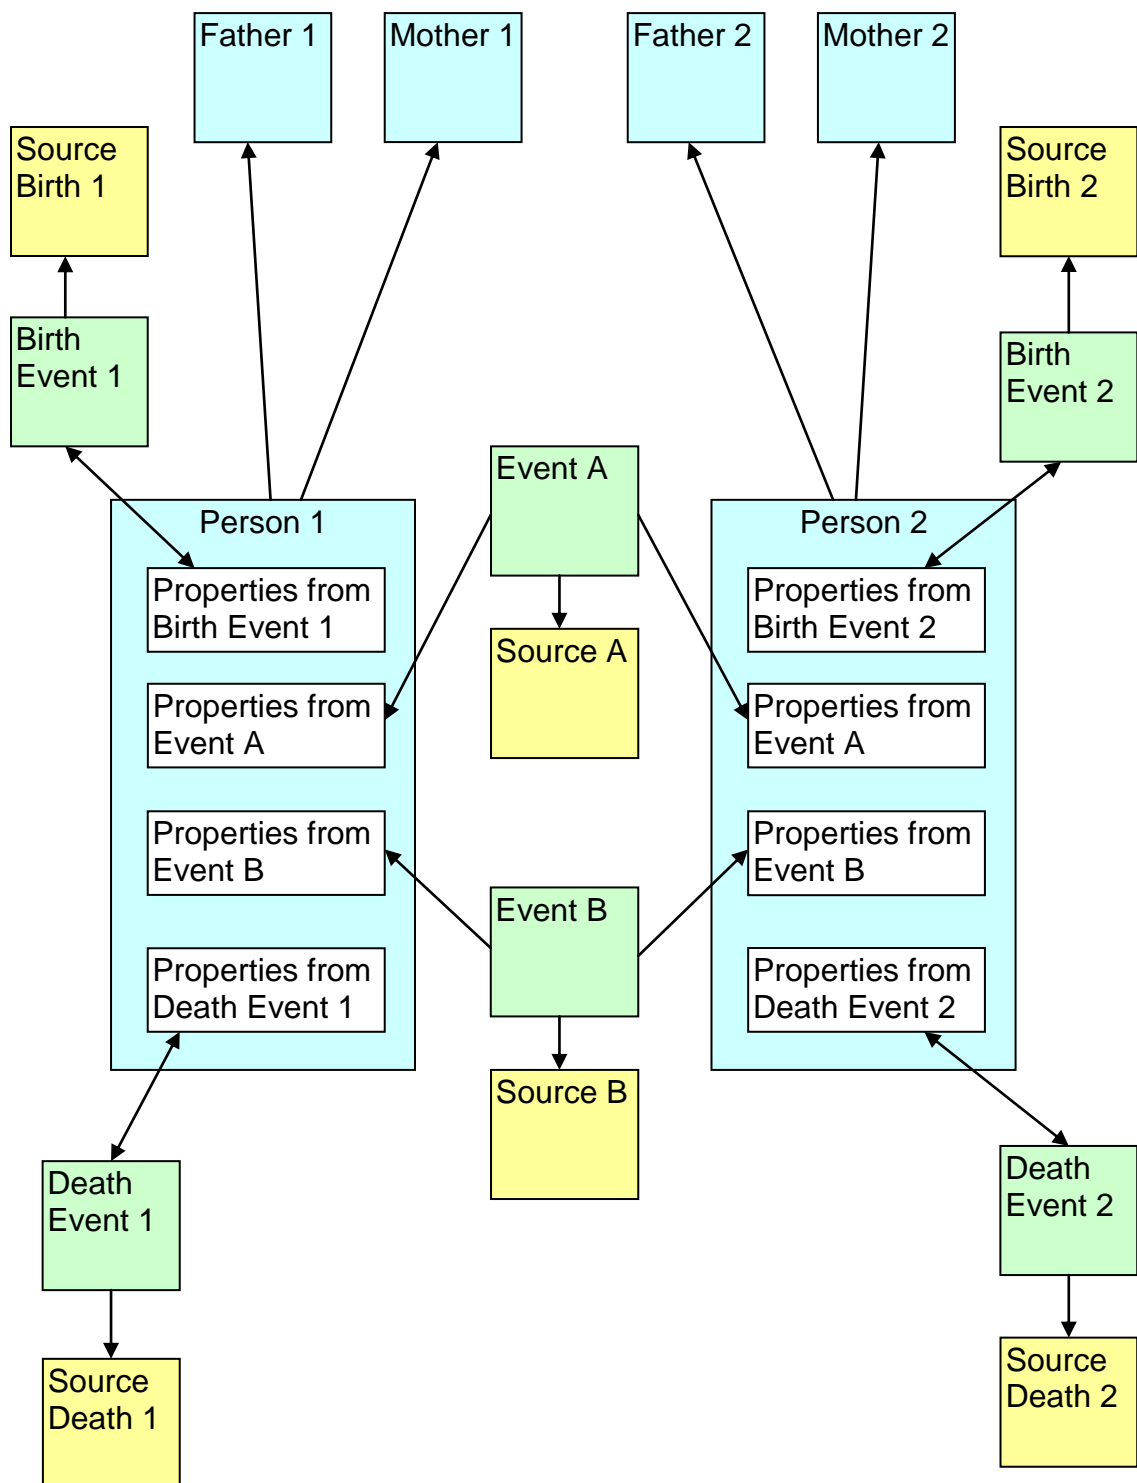 Father 1
Mother 1
Father 2
Mother 2
Source
Birth 1
Source
Birth 2
Birth
Event 1
Birth
Event 2
Event A
Person 1
Person 2
Properties from
Birth Event 1
Properties from
Birth Event 2
Source A
Properties from
Event A
Properties from
Event A
Properties from
Event B
Properties from
Event B
Event B
Properties from
Death Event 1
Properties from
Death Event 2
Source B
Death
Event 1
Death
Event 2
Source
Death 1
Source
Death 2